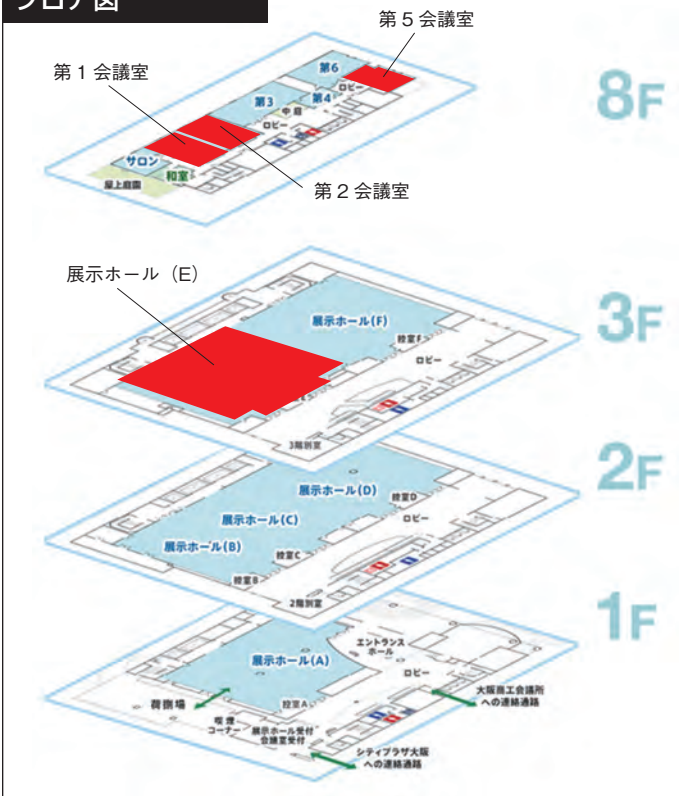 フロア図
第5会議室
第1会議室
第6
第3
第4
ロビー
中庭
ロビー
サロン
和室
屋上庭園
第2会議室
8F
展示ホール（E）
展示ホール(F)
控室F
ロビー
3階別室
3F
展示ホール(D)
控室D
展示ホール(C)
ロビー
展示ホール(B)
控室C
控室B
2階別室
2F
エントランス
ホール
展示ホール(A)
ロビー
荷捌場
控室A
大阪商工会議所
への連絡通路
喫煙
コーナー
展示ホール受付
会議室受付
シティプラザ大阪
への連絡通路
1F